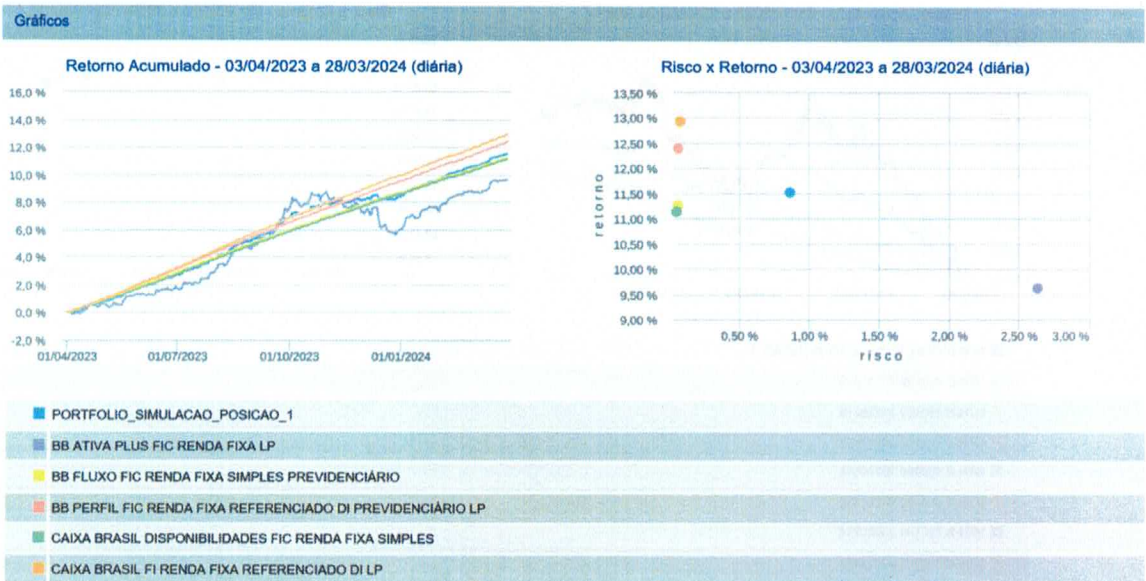 Gráficos
Retorno Acumulado - 03/04/2023 a 28/03/2024 (diária)
16,0 %
14,0 %
12,0 %
10,0 %
8,0 %
6,0 %
4,0 %
2,0 %
0,0 %
-2,0 %
01/04/2023 01/07/2023 01/10/2023 01/01/2024
Risco x Retorno - 03/04/2023 a 28/03/2024 (diária)
retorno
13,50 %
13,00 %
12,50 %
12,00 %
11,50 %
11,00 %
10,50 %
10,00 %
9,50 %
9,00 %
0,50 % 1,00 % 1,50 % 2,00 % 2,50 % 3,00 %
risco
PORTFOLIO_SIMULACAO_POSICAO_1
BB ATIVA PLUS FIC RENDA FIXA LP
BB FLUXO FIC RENDA FIXA SIMPLES PREVIDENCIÁRIO
BB PERFIL FIC RENDA FIXA REFERENCIADO DI PREVIDENCIÁRIO LP
CAIXA BRASIL DISPONIBILIDADES FIC RENDA FIXA SIMPLES
CAIXA BRASIL FI RENDA FIXA REFERENCIADO DI LP